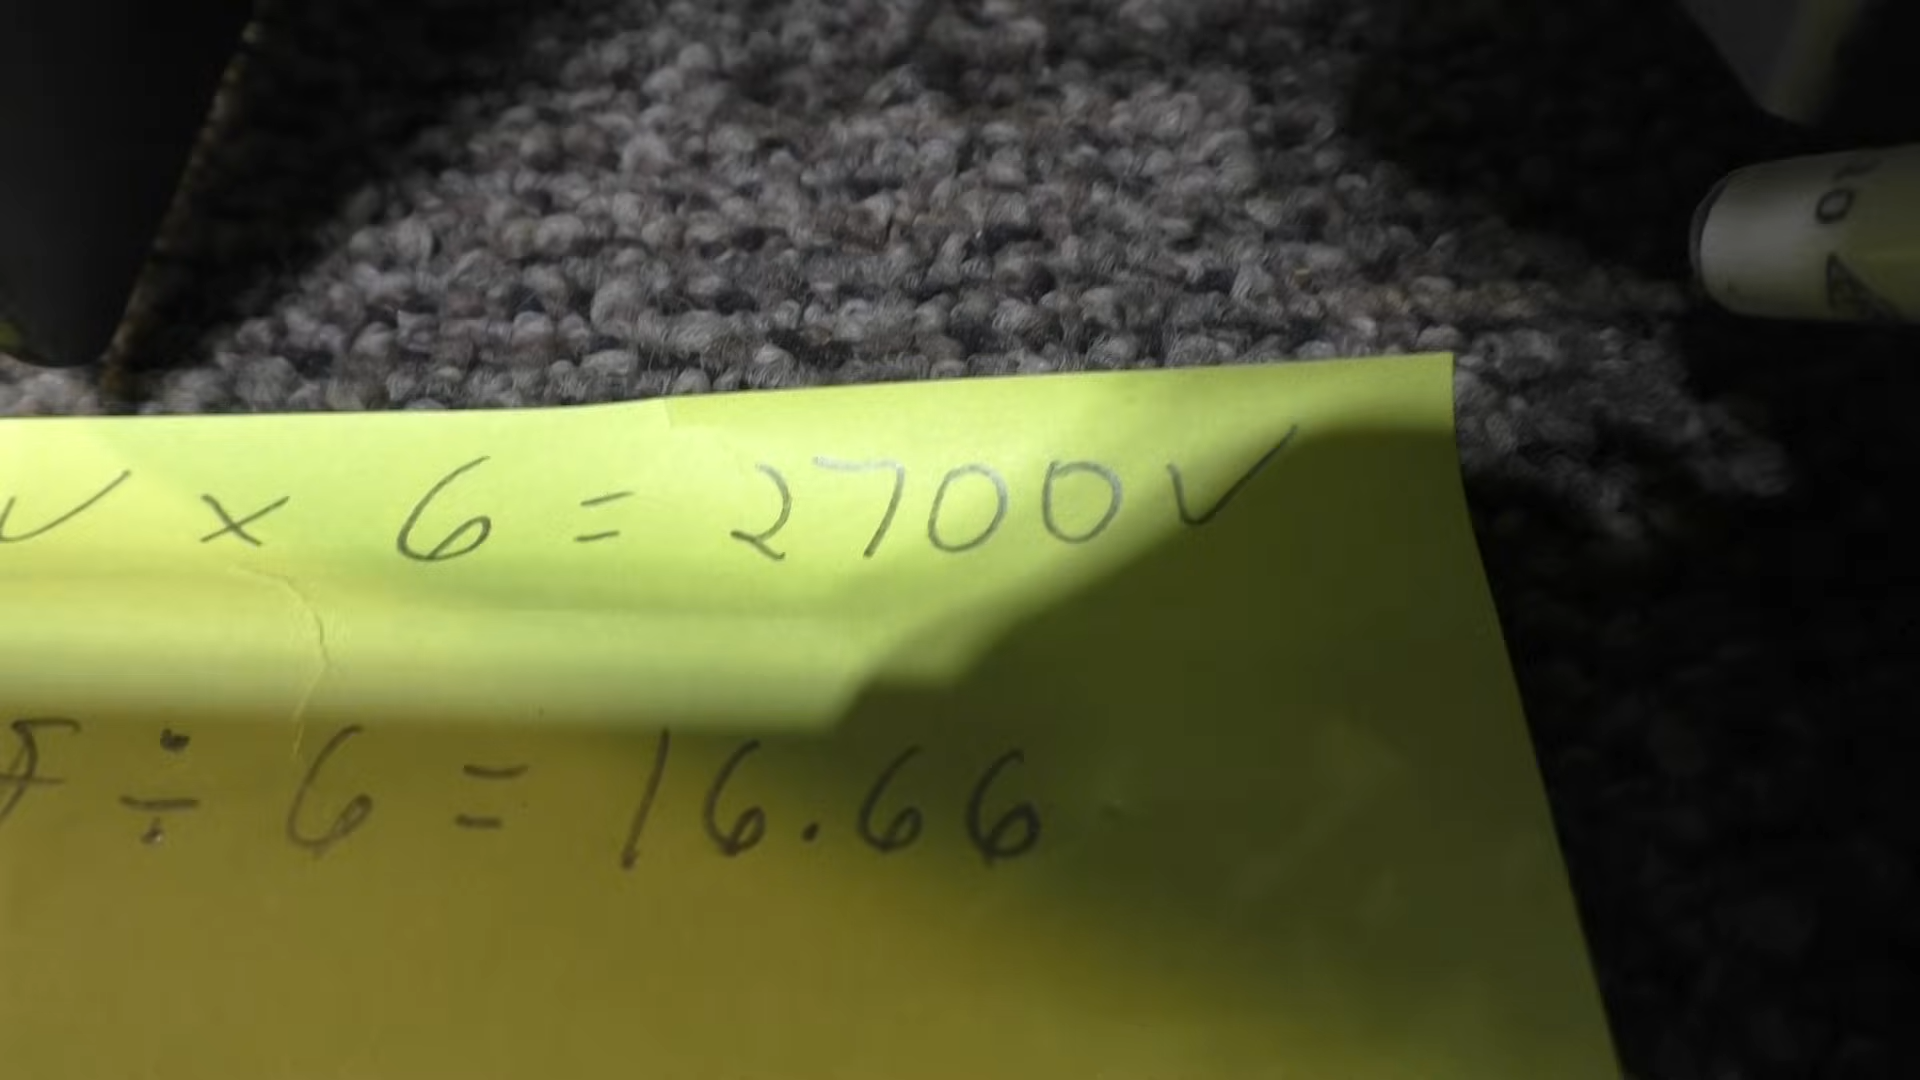 V x 6 = 2700V
F ÷ 6 = 16.66